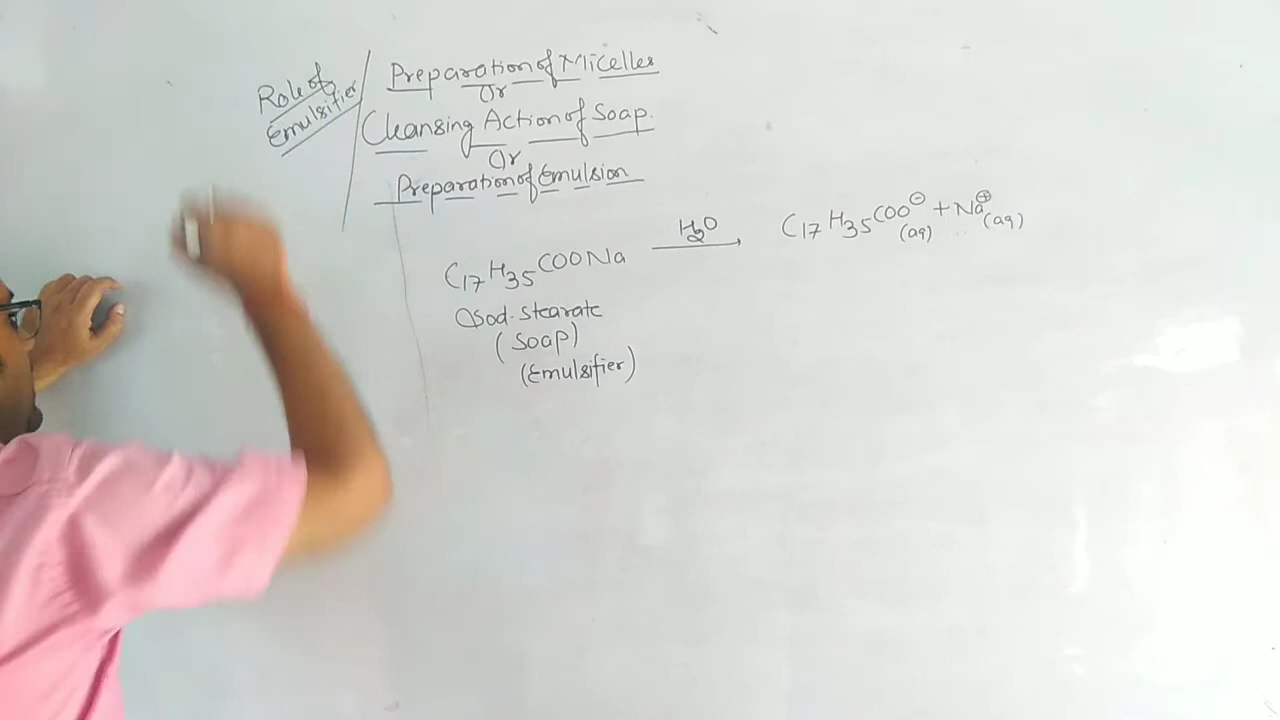 Role of
Emulsifier
Preparation of Micelles
Or
Cleansing Action of Soap.
Or
Preparation of Emulsion
C₁₇H₃₅COONa
H₂O
C₁₇H₃₅COO⊖(aq) + Na⊕(aq)
Sod. stearate
(Soap)
(Emulsifier)